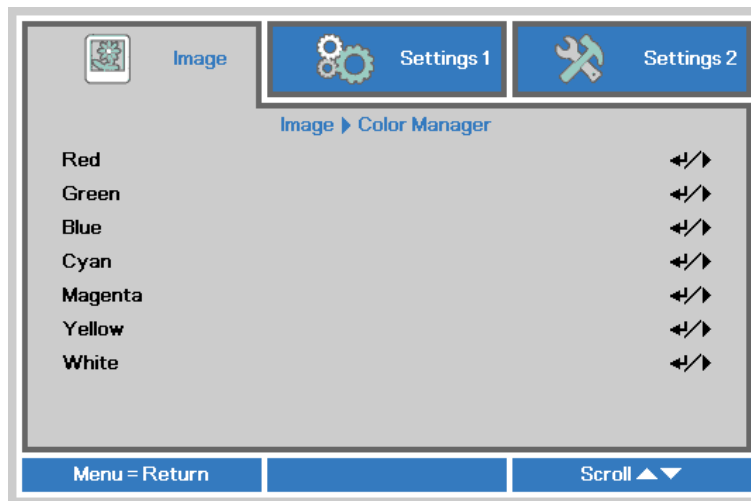 Image
Settings 1
Settings 2
Image ▶ Color Manager
Red ↵/▶
Green ↵/▶
Blue ↵/▶
Cyan ↵/▶
Magenta ↵/▶
Yellow ↵/▶
White ↵/▶
Menu = Return
Scroll ▲▼